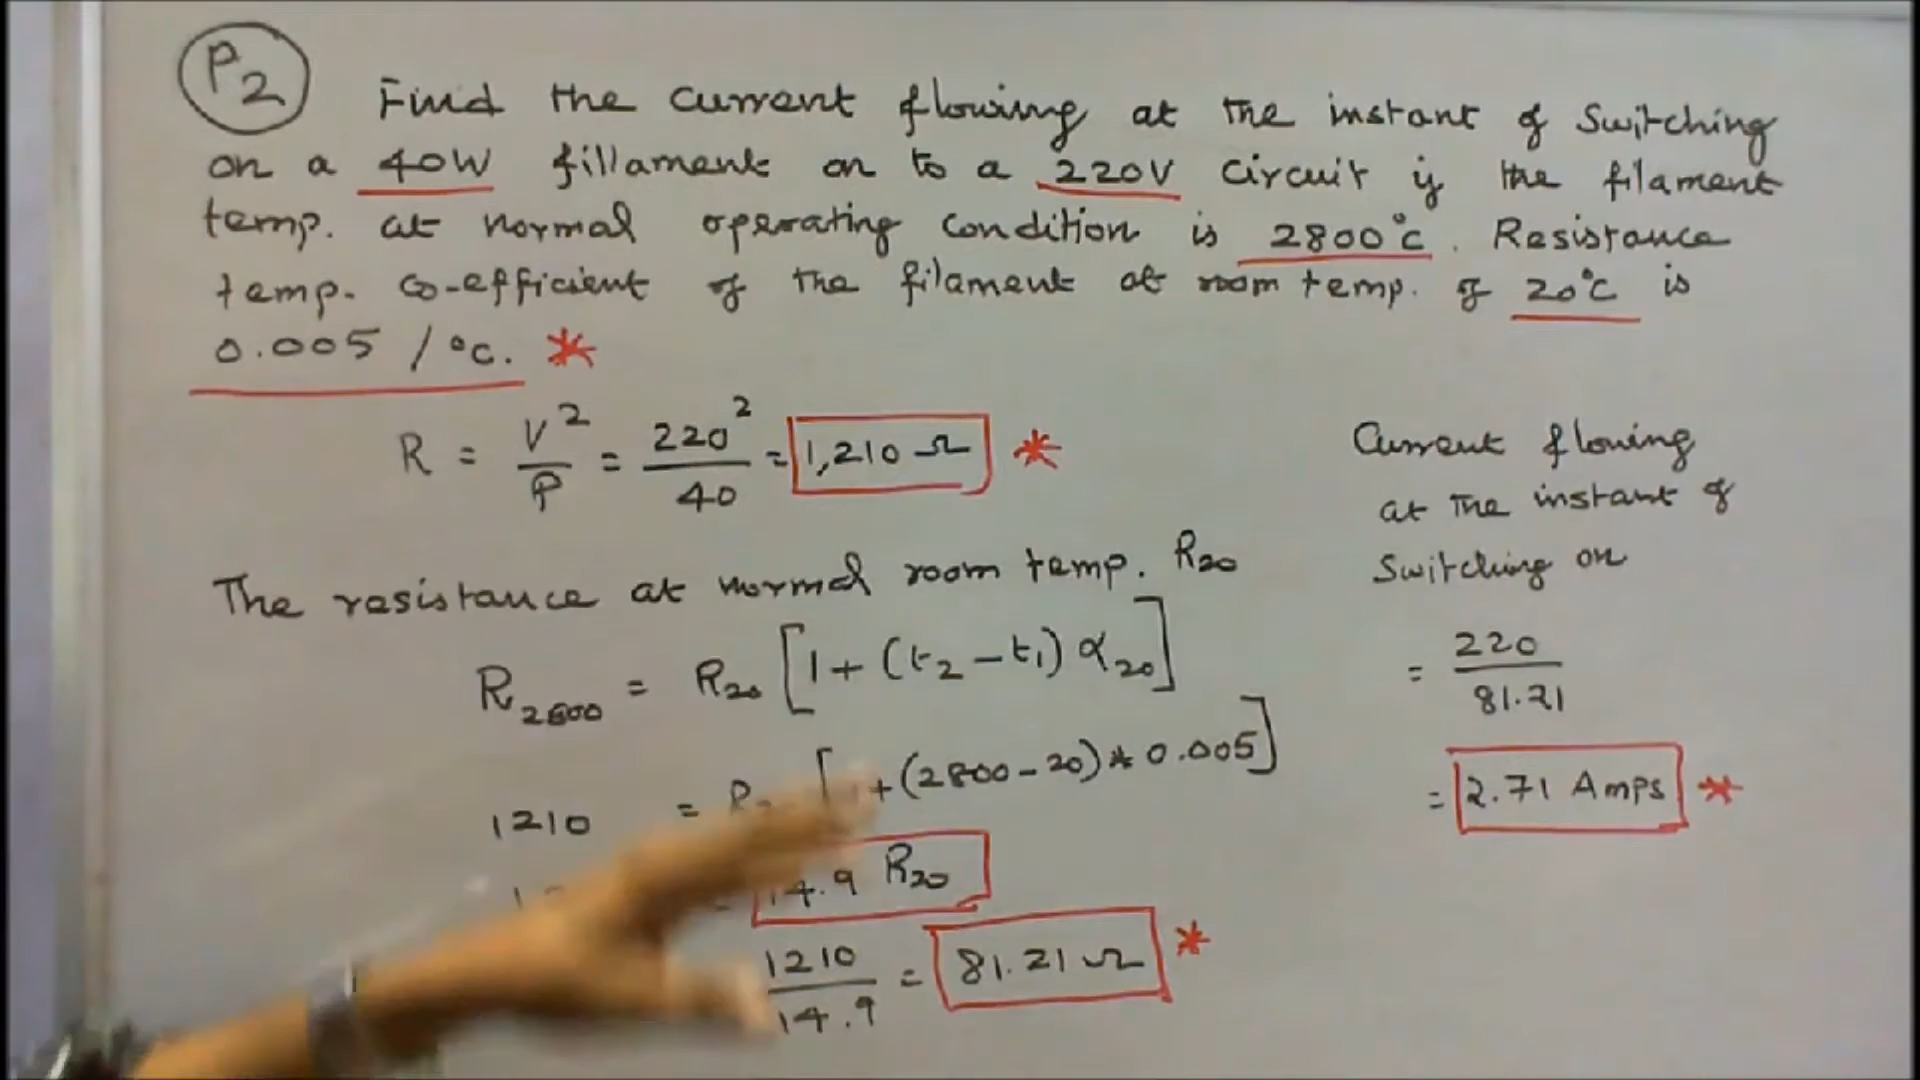 P2
Find the current flowing at the instant of switching
on a 40W fillament on to a 220V circuit if the filament
temp. at normal operating condition is 2800°C. Resistance
temp. co-efficient of the filament at room temp. of 20°C is
0.005 /°C. *
R = V²/P = 220²/40 = 1,210 Ω *
The resistance at normal room temp. R20
R2800 = R20 [1 + (t2 - t1) α20]
1210 = [ + (2800 - 20) * 0.005]
= 14.9 R20
1210/14.9 = 81.21 Ω *
Current flowing
at the instant of
switching on
= 220/81.21
= 2.71 Amps *